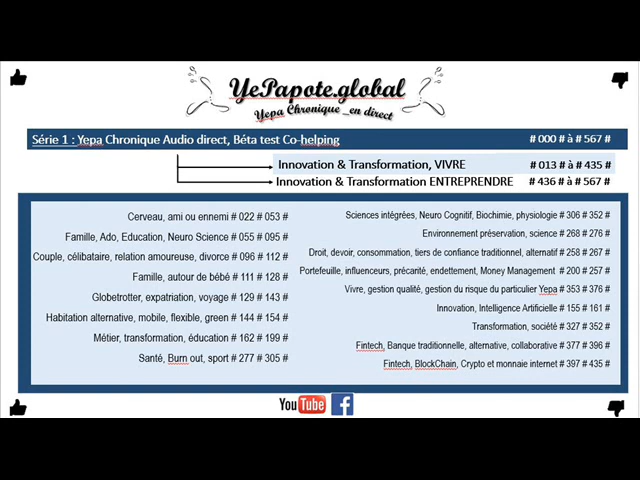 YePapote.global
Yepa Chronique _en direct
Série 1 : Yepa Chronique Audio direct, Béta test Co-helping # 000 # à # 567 #
Innovation & Transformation, VIVRE # 013 # à # 435 #
Innovation & Transformation ENTREPRENDRE # 436 # à # 567 #
Cerveau, ami ou ennemi # 022 # 053 #
Famille, Ado, Education, Neuro Science # 055 # 095 #
Couple, célibataire, relation amoureuse, divorce # 096 # 112 #
Famille, autour de bébé # 111 # 128 #
Globetrotter, expatriation, voyage # 129 # 143 #
Habitation alternative, mobile, flexible, green # 144 # 154 #
Métier, transformation, éducation # 162 # 199 #
Santé, Burn out, sport # 277 # 305 #
Sciences intégrées, Neuro Cognitif, Biochimie, physiologie # 306 # 352 #
Environnement préservation, science # 268 # 276 #
Droit, devoir, consommation, tiers de confiance traditionnel, alternatif # 258 # 267 #
Portefeuille, influenceurs, précarité, endettement, Money Management # 200 # 257 #
Vivre, gestion qualité, gestion du risque du particulier Yepa # 353 # 376 #
Innovation, Intelligence Artificielle # 155 # 161 #
Transformation, société # 327 # 352 #
Fintech, Banque traditionnelle, alternative, collaborative # 377 # 396 #
Fintech, BlockChain, Crypto et monnaie internet # 397 # 435 #
YouTube f